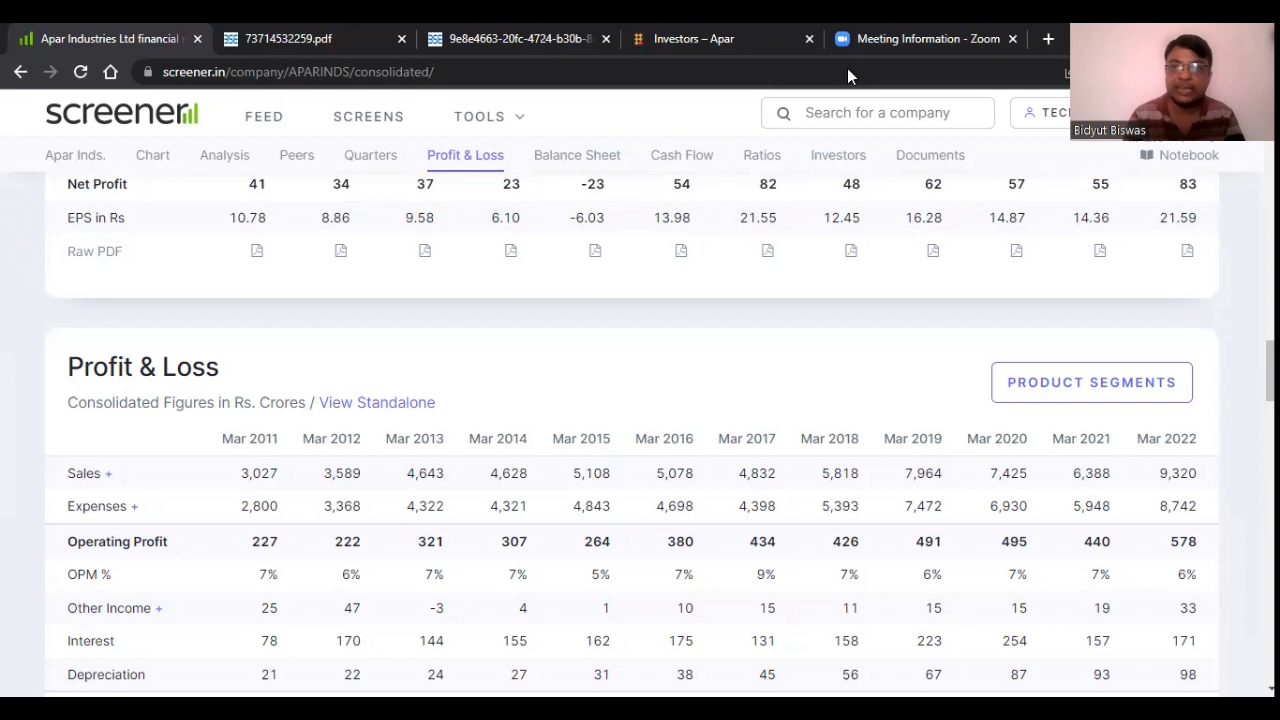 Apar Industries Ltd financial
73714532259.pdf
9e8e4663-20fc-4724-b30b-8
Investors – Apar
Meeting Information - Zoom
screener.in/company/APARINDS/consolidated/
screener FEED SCREENS TOOLS Search for a company TEC
Bidyut Biswas
Apar Inds. Chart Analysis Peers Quarters Profit & Loss Balance Sheet Cash Flow Ratios Investors Documents Notebook
Net Profit 41 34 37 23 -23 54 82 48 62 57 55 83
EPS in Rs 10.78 8.86 9.58 6.10 -6.03 13.98 21.55 12.45 16.28 14.87 14.36 21.59
Raw PDF
Profit & Loss
PRODUCT SEGMENTS
Consolidated Figures in Rs. Crores / View Standalone
Mar 2011 Mar 2012 Mar 2013 Mar 2014 Mar 2015 Mar 2016 Mar 2017 Mar 2018 Mar 2019 Mar 2020 Mar 2021 Mar 2022
Sales + 3,027 3,589 4,643 4,628 5,108 5,078 4,832 5,818 7,964 7,425 6,388 9,320
Expenses + 2,800 3,368 4,322 4,321 4,843 4,698 4,398 5,393 7,472 6,930 5,948 8,742
Operating Profit 227 222 321 307 264 380 434 426 491 495 440 578
OPM % 7% 6% 7% 7% 5% 7% 9% 7% 6% 7% 7% 6%
Other Income + 25 47 -3 4 1 10 15 11 15 15 19 33
Interest 78 170 144 155 162 175 131 158 223 254 157 171
Depreciation 21 22 24 27 31 38 45 56 67 87 93 98